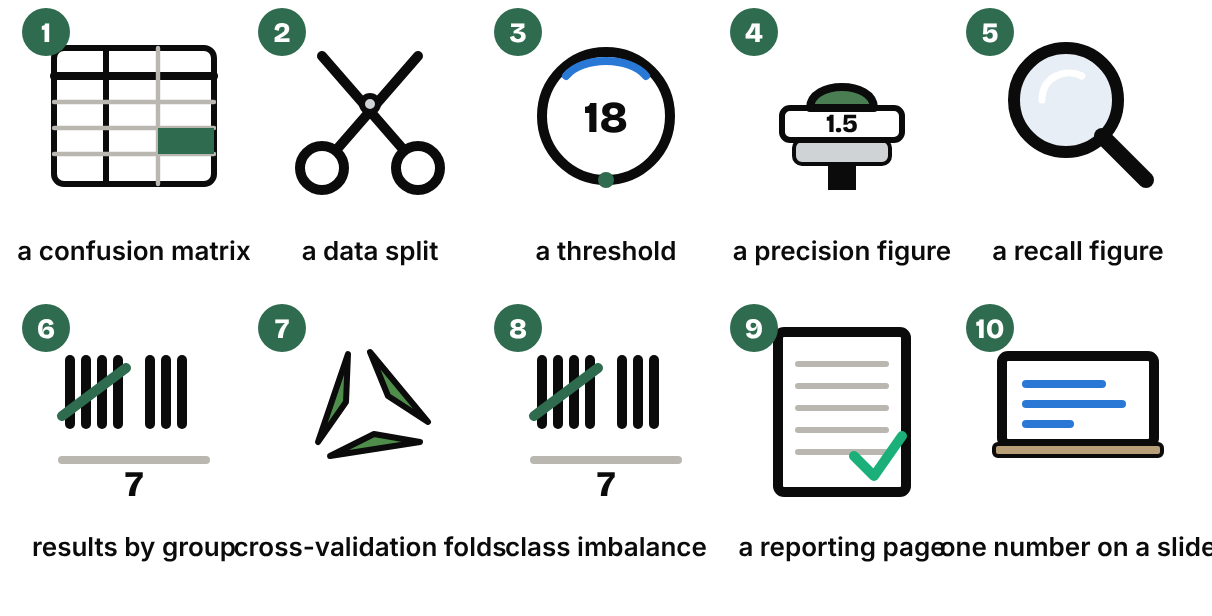 1
2
3
4
5
18
1.5
a confusion matrix
a data split
a threshold
a precision figure
a recall figure
6
7
8
9
10
7
7
results by group
cross-validation folds
class imbalance
a reporting page
one number on a slide